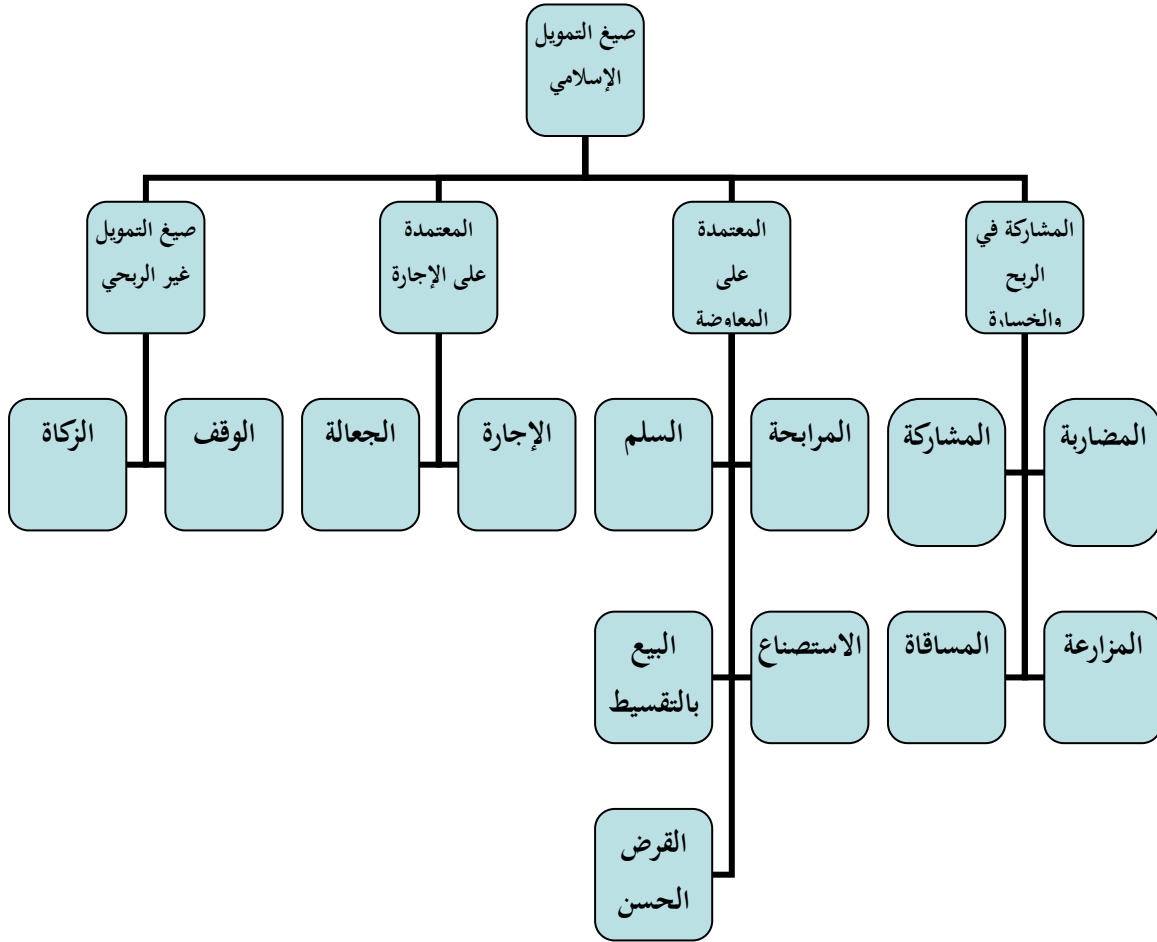 صيغ التمويل
الإسلامي
المشاركة في
الربح
والخسارة
المعتمدة
على
المعاوضة
المعتمدة
على الإجارة
صيغ التمويل
غير الربحي
المضاربة
المشاركة
المرابحة
السلم
الإجارة
الجعالة
الوقف
الزكاة
المزارعة
المساقاة
الاستصناع
البيع
بالتقسيط
القرض
الحسن